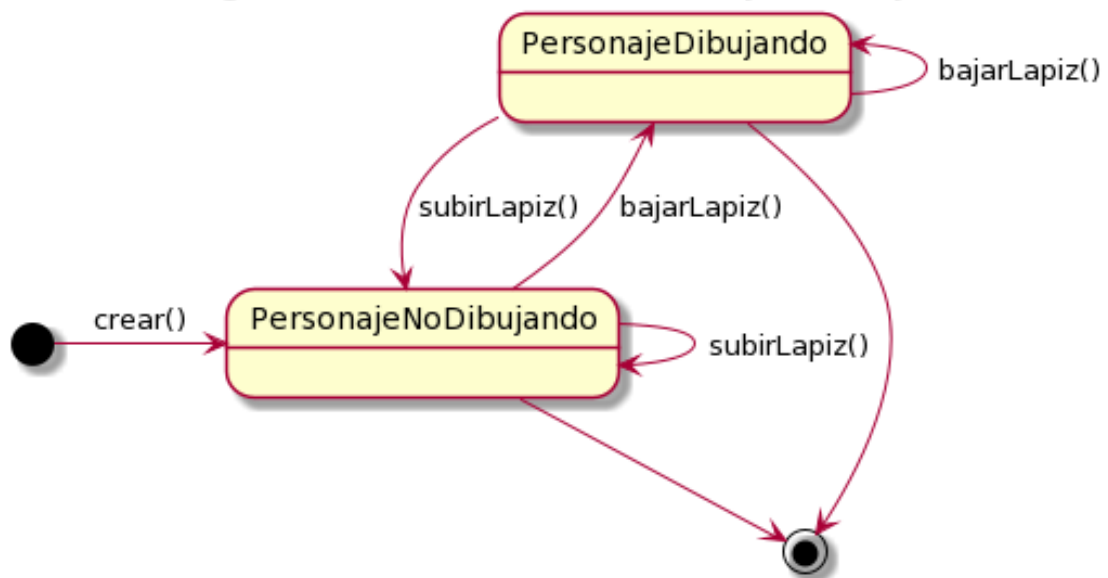 PersonajeDibujando
bajarLapiz()
subirLapiz()
bajarLapiz()
crear()
PersonajeNoDibujando
subirLapiz()